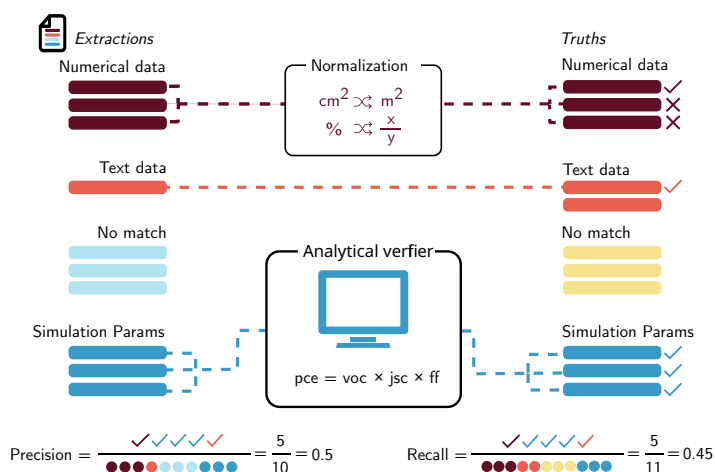 Extractions
Truths
Numerical data
Normalization
cm² ⤮ m²
% ⤮ x/y
Numerical data
Text data
Text data
No match
No match
Analytical verfier
pce = voc × jsc × ff
Simulation Params
Simulation Params
Precision = = 5/10 = 0.5
Recall = = 5/11 = 0.45